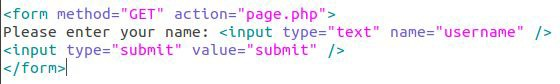 <form method="GET" action="page.php">
Please enter your name: <input type="text" name="username" />
<input type="submit" value="submit" />
</form>